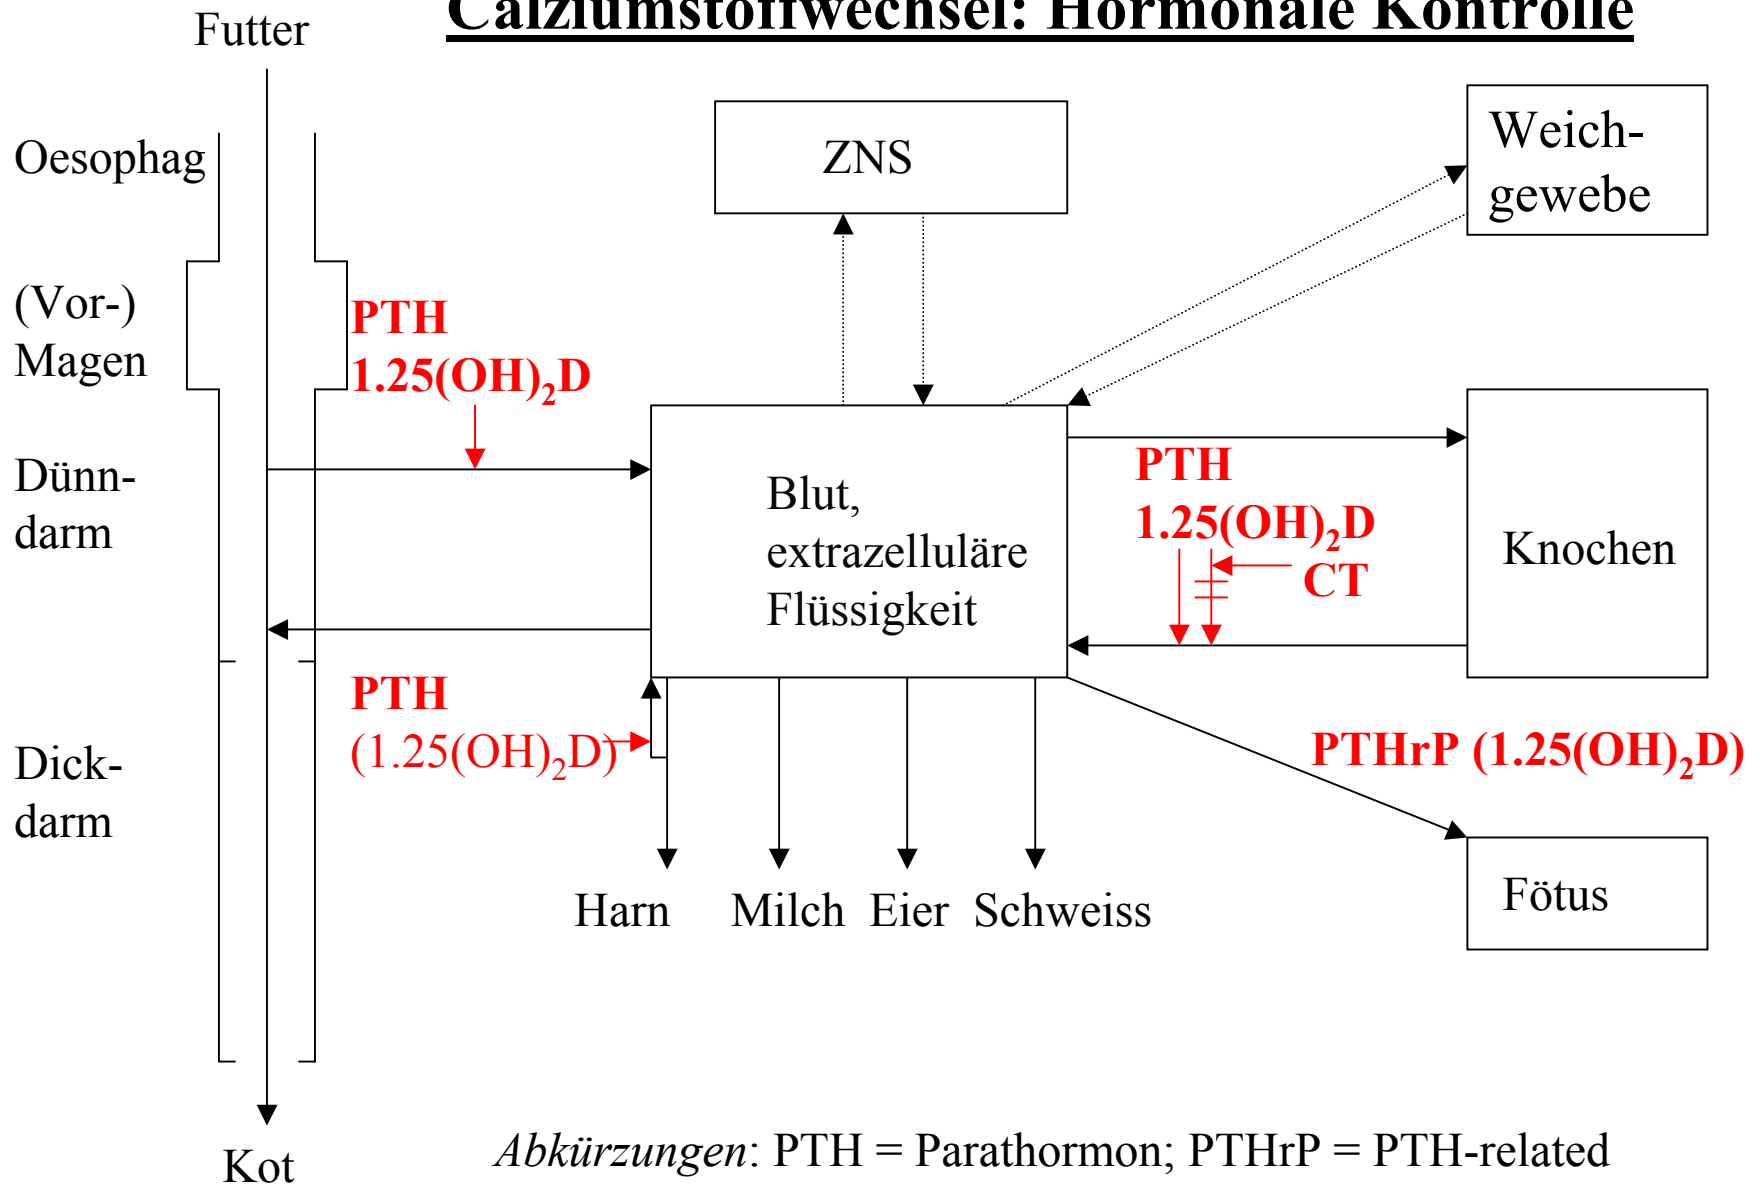 Calziumstoffwechsel: Hormonale Kontrolle
Futter
Oesophag
(Vor-)
Magen
Dünn-
darm
Dick-
darm
Kot
PTH
1.25(OH)₂D
ZNS
Weich-
gewebe
Blut,
extrazelluläre
Flüssigkeit
PTH
1.25(OH)₂D
CT
Knochen
PTH
(1.25(OH)₂D)
PTHrP (1.25(OH)₂D)
Harn
Milch
Eier
Schweiss
Fötus
Abkürzungen: PTH = Parathormon; PTHrP = PTH-related